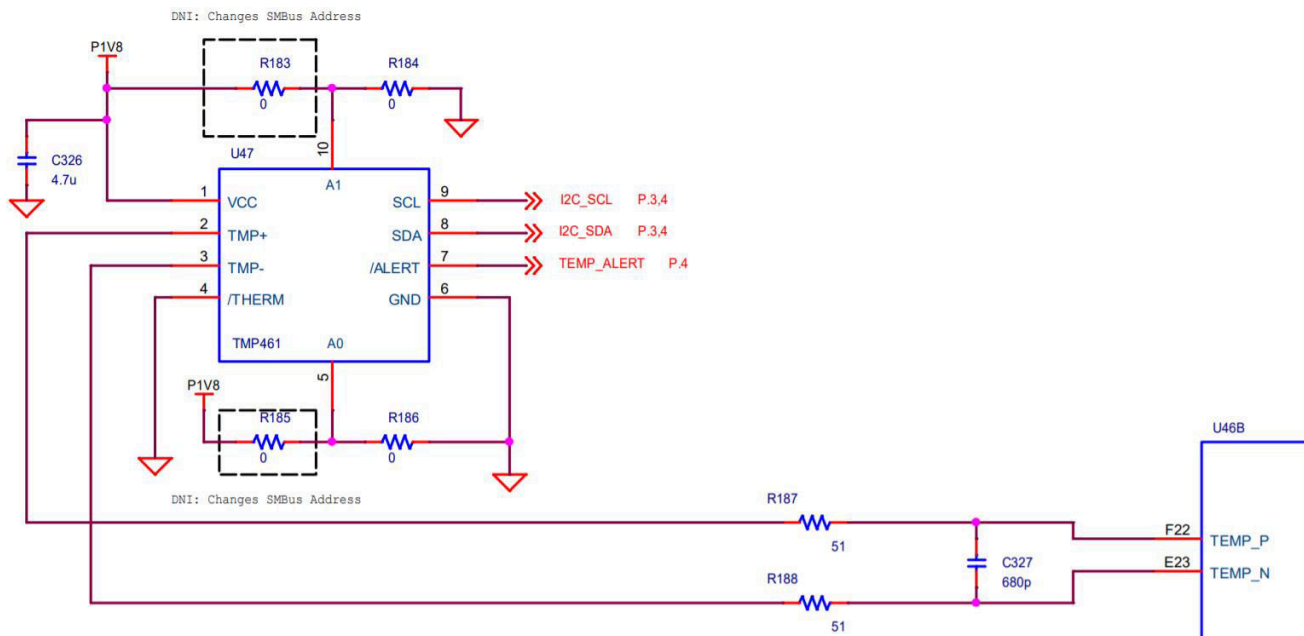 DNI: Changes SMBus Address
P1V8
R183
R184
0
0
C326
4.7u
U47
10
A1
1
VCC
SCL
9
I2C_SCL P.3,4
2
TMP+
SDA
8
I2C_SDA P.3,4
3
TMP-
/ALERT
7
TEMP_ALERT P.4
4
/THERM
GND
6
TMP461
A0
5
P1V8
R185
R186
0
0
DNI: Changes SMBus Address
U46B
R187
51
F22
TEMP_P
C327
680p
E23
TEMP_N
R188
51